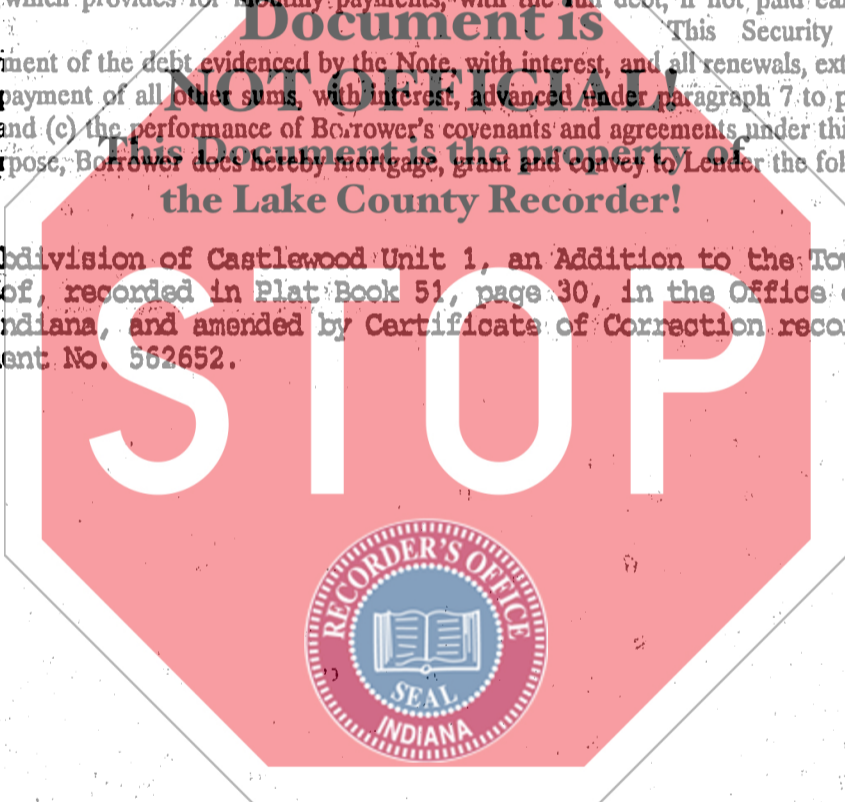 which provides for monthly payments, with the full debt, if not paid
Document is
This Security
ment of the debt evidenced by the Note, with interest, and all renewals, ext
NOT OFFICIAL!
payment of all other sums, with interest, advanced under paragraph 7 to p
and (c) the performance of Borrower's covenants and agreements under thi
This Document is the property of
rpose, Borrower does hereby mortgage, grant and convey to Lender the fol
the Lake County Recorder!
bdivision of Castlewood Unit 1, an Addition to the Tow
of, recorded in Plat Book 51, page 30, in the Office
ndiana, and amended by Certificate of Correction reco
ent No. 562652.
STOP
RECORDER'S OFFICE
SEAL
INDIANA